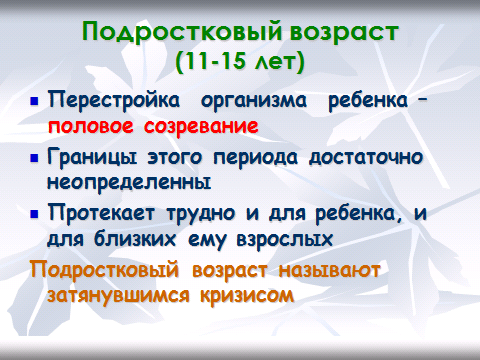 Подростковый возраст
(11-15 лет)
Перестройка организма ребенка –
половое созревание
Границы этого периода достаточно
неопределенны
Протекает трудно и для ребенка, и
для близких ему взрослых
Подростковый возраст называют
затянувшимся кризисом